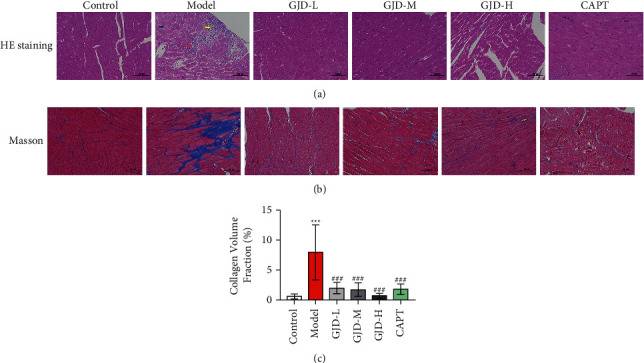 Control Model GJD-L GJD-M GJD-H CAPT
HE staining
(a)
Masson
(b)
15
10
5
0
Collagen Volume
Fraction (%)
***
### ### ### ###
Control Model GJD-L GJD-M GJD-H CAPT
(c)